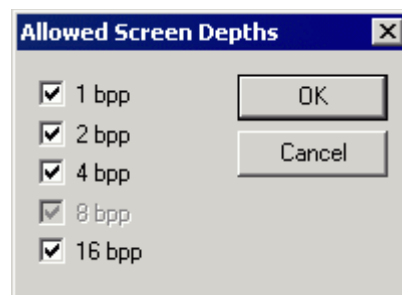 Allowed Screen Depths
1 bpp
OK
2 bpp
Cancel
4 bpp
8 bpp
16 bpp